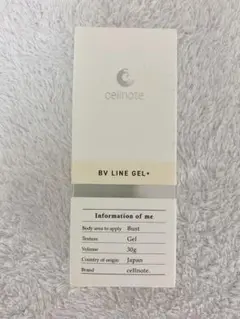 cellnote
BV LINE GEL+
Information of me
Body area to apply Bust
Texture Gel
Volume 30g
Country of origin Japan
Brand cellnote.